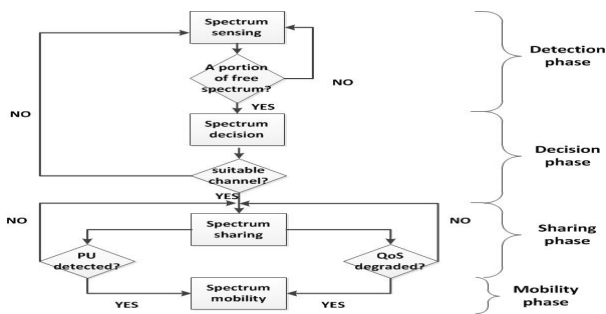 Spectrum
sensing
A portion
of free
spectrum?
NO
YES
Detection
phase
NO
Spectrum
decision
suitable
channel?
YES
Decision
phase
NO
Spectrum
sharing
NO
Sharing
phase
PU
detected?
QoS
degraded?
YES
Spectrum
mobility
YES
Mobility
phase